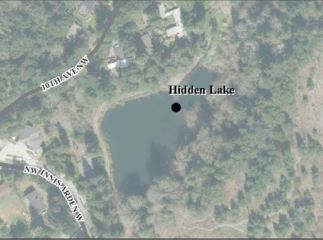 10TH AVE NW
Hidden Lake
NW INNIS ARDEN W